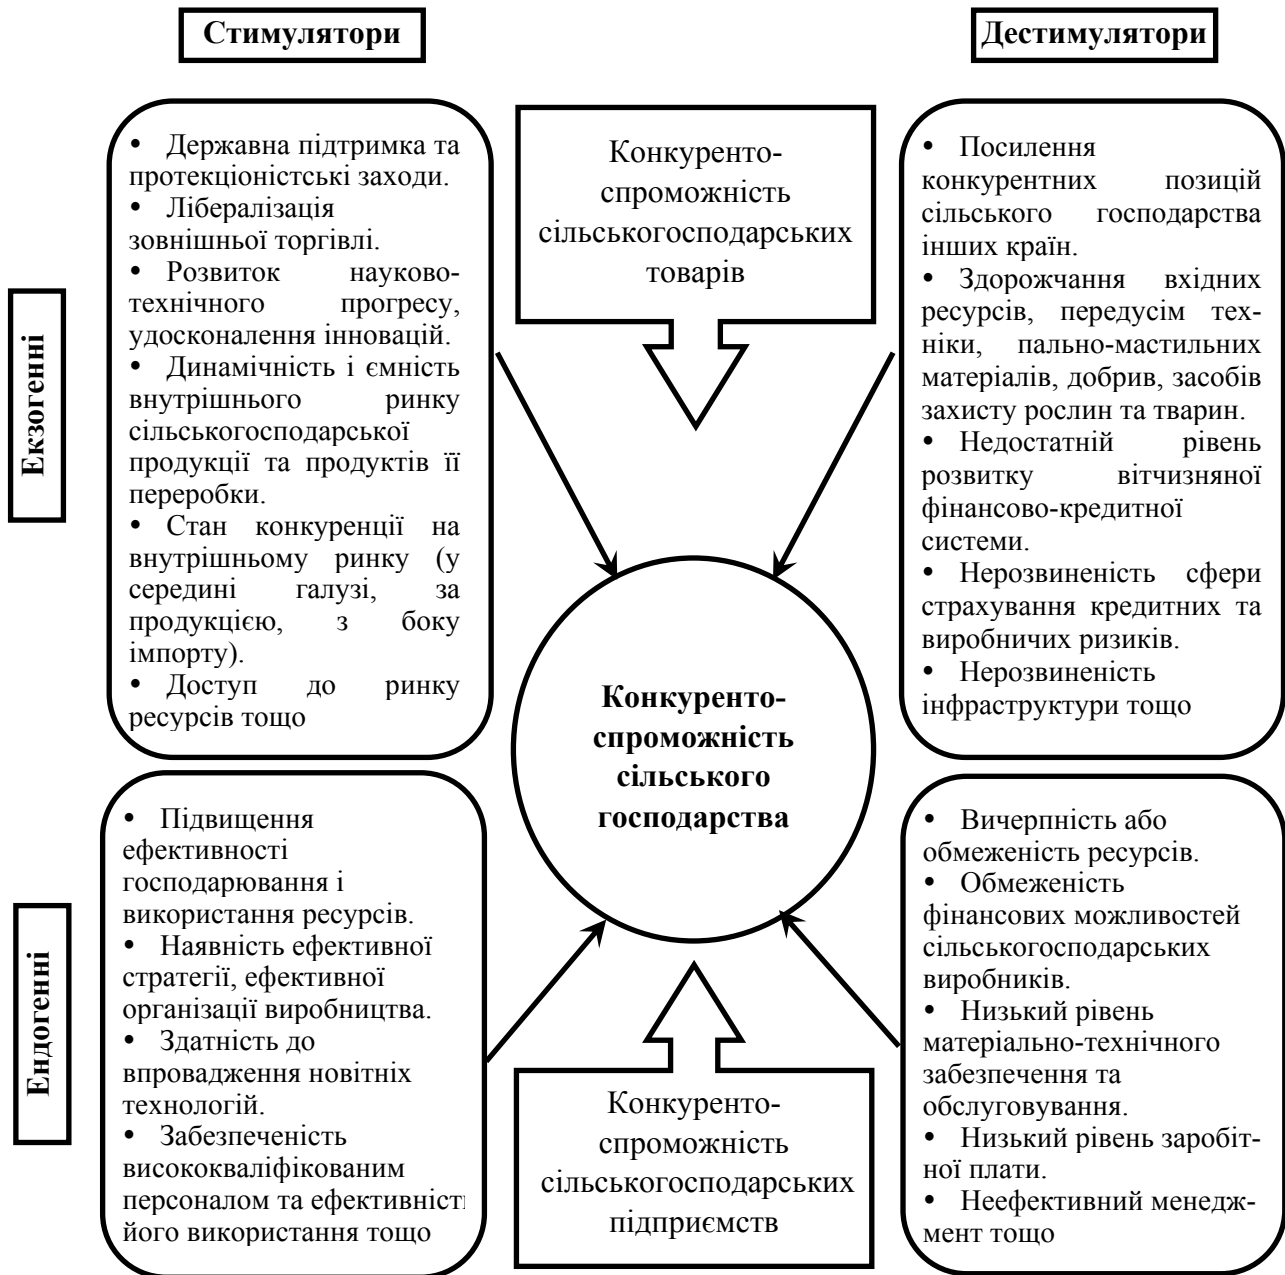 Стимулятори
Дестимулятори
Екзогенні
• Державна підтримка та
протекціоністські заходи.
• Лібералізація
зовнішньої торгівлі.
• Розвиток науково-
технічного прогресу,
удосконалення інновацій.
• Динамічність і ємність
внутрішнього ринку
сільськогосподарської
продукції та продуктів її
переробки.
• Стан конкуренції на
внутрішньому ринку (у
середині галузі, за
продукцією, з боку
імпорту).
• Доступ до ринку
ресурсів тощо
Конкуренто-
спроможність
сільськогосподарських
товарів
• Посилення
конкурентних позицій
сільського господарства
інших країн.
• Здорожчання вхідних
ресурсів, передусім тех-
ніки, пально-мастильних
матеріалів, добрив, засобів
захисту рослин та тварин.
• Недостатній рівень
розвитку вітчизняної
фінансово-кредитної
системи.
• Нерозвиненість сфери
страхування кредитних та
виробничих ризиків.
• Нерозвиненість
інфраструктури тощо
Конкуренто-
спроможність
сільського
господарства
Ендогенні
• Підвищення
ефективності
господарювання і
використання ресурсів.
• Наявність ефективної
стратегії, ефективної
організації виробництва.
• Здатність до
впровадження новітніх
технологій.
• Забезпеченість
висококваліфікованим
персоналом та ефективність
його використання тощо
Конкуренто-
спроможність
сільськогосподарських
підприємств
• Вичерпність або
обмеженість ресурсів.
• Обмеженість
фінансових можливостей
сільськогосподарських
виробників.
• Низький рівень
матеріально-технічного
забезпечення та
обслуговування.
• Низький рівень заробіт-
ної плати.
• Неефективний менедж-
мент тощо